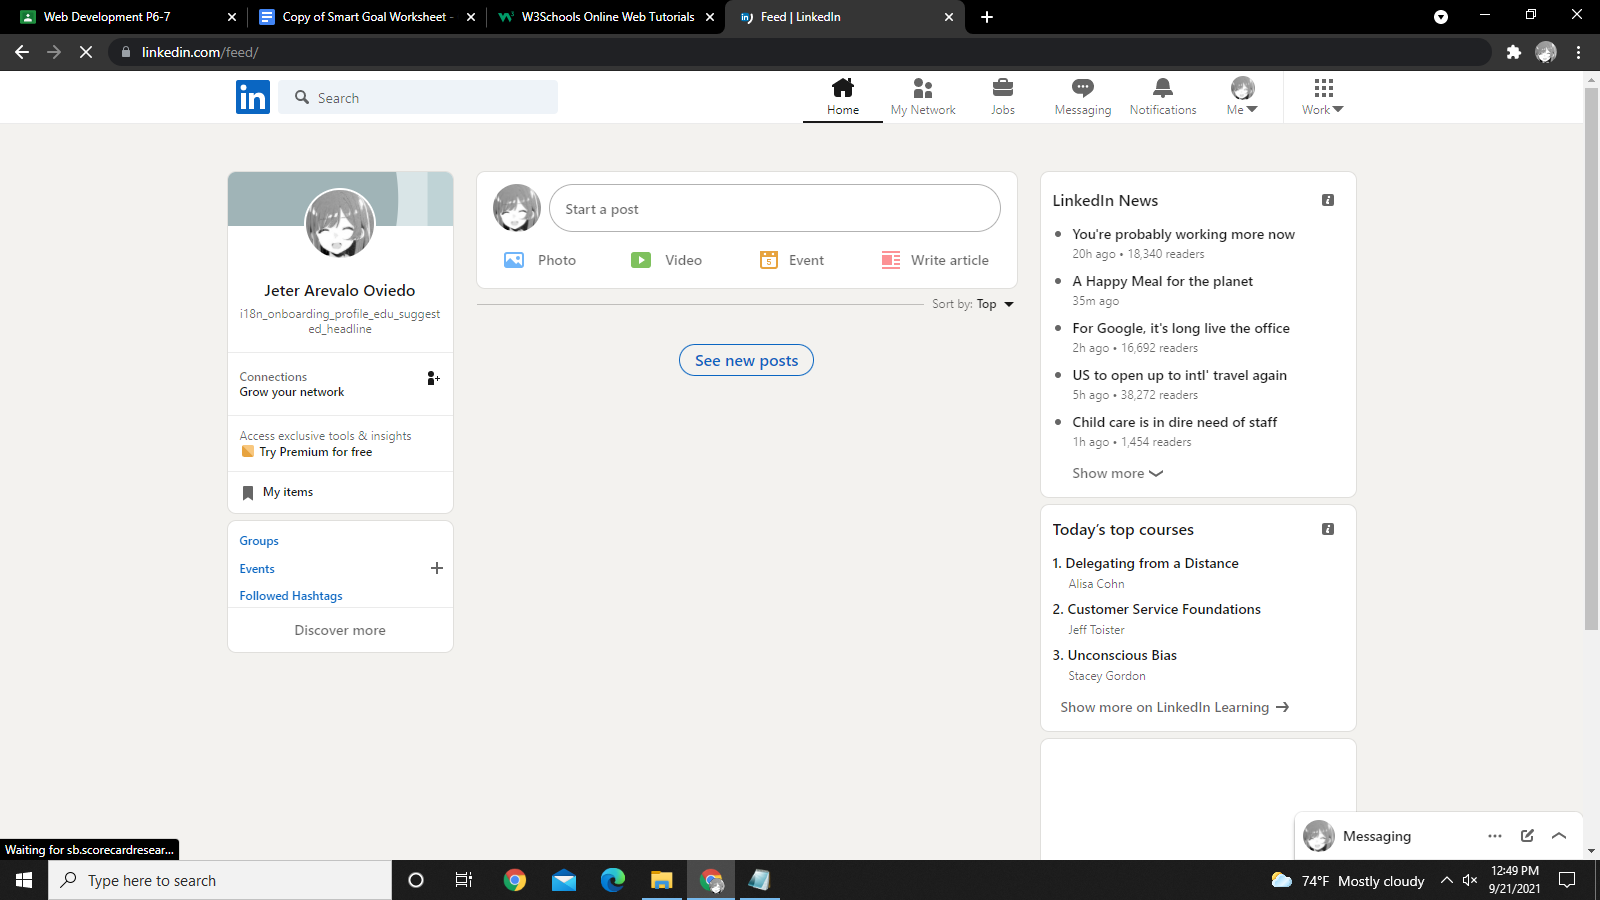 Web Development P6-7
Copy of Smart Goal Worksheet -
W3Schools Online Web Tutorials
Feed | LinkedIn
linkedin.com/feed/
in
Search
Home
My Network
Jobs
Messaging
Notifications
Me
Work
Jeter Arevalo Oviedo
i18n_onboarding_profile_edu_suggest
ed_headline
Connections
Grow your network
Access exclusive tools & insights
Try Premium for free
My items
Groups
Events
Followed Hashtags
Discover more
Start a post
Photo
Video
5
Event
Write article
Sort by: Top
See new posts
LinkedIn News
You're probably working more now
20h ago • 18,340 readers
A Happy Meal for the planet
35m ago
For Google, it's long live the office
2h ago • 16,692 readers
US to open up to intl' travel again
5h ago • 38,272 readers
Child care is in dire need of staff
1h ago • 1,454 readers
Show more
Today’s top courses
1. Delegating from a Distance
Alisa Cohn
2. Customer Service Foundations
Jeff Toister
3. Unconscious Bias
Stacey Gordon
Show more on LinkedIn Learning
Messaging
Waiting for sb.scorecardresear...
Type here to search
74°F Mostly cloudy
12:49 PM
9/21/2021